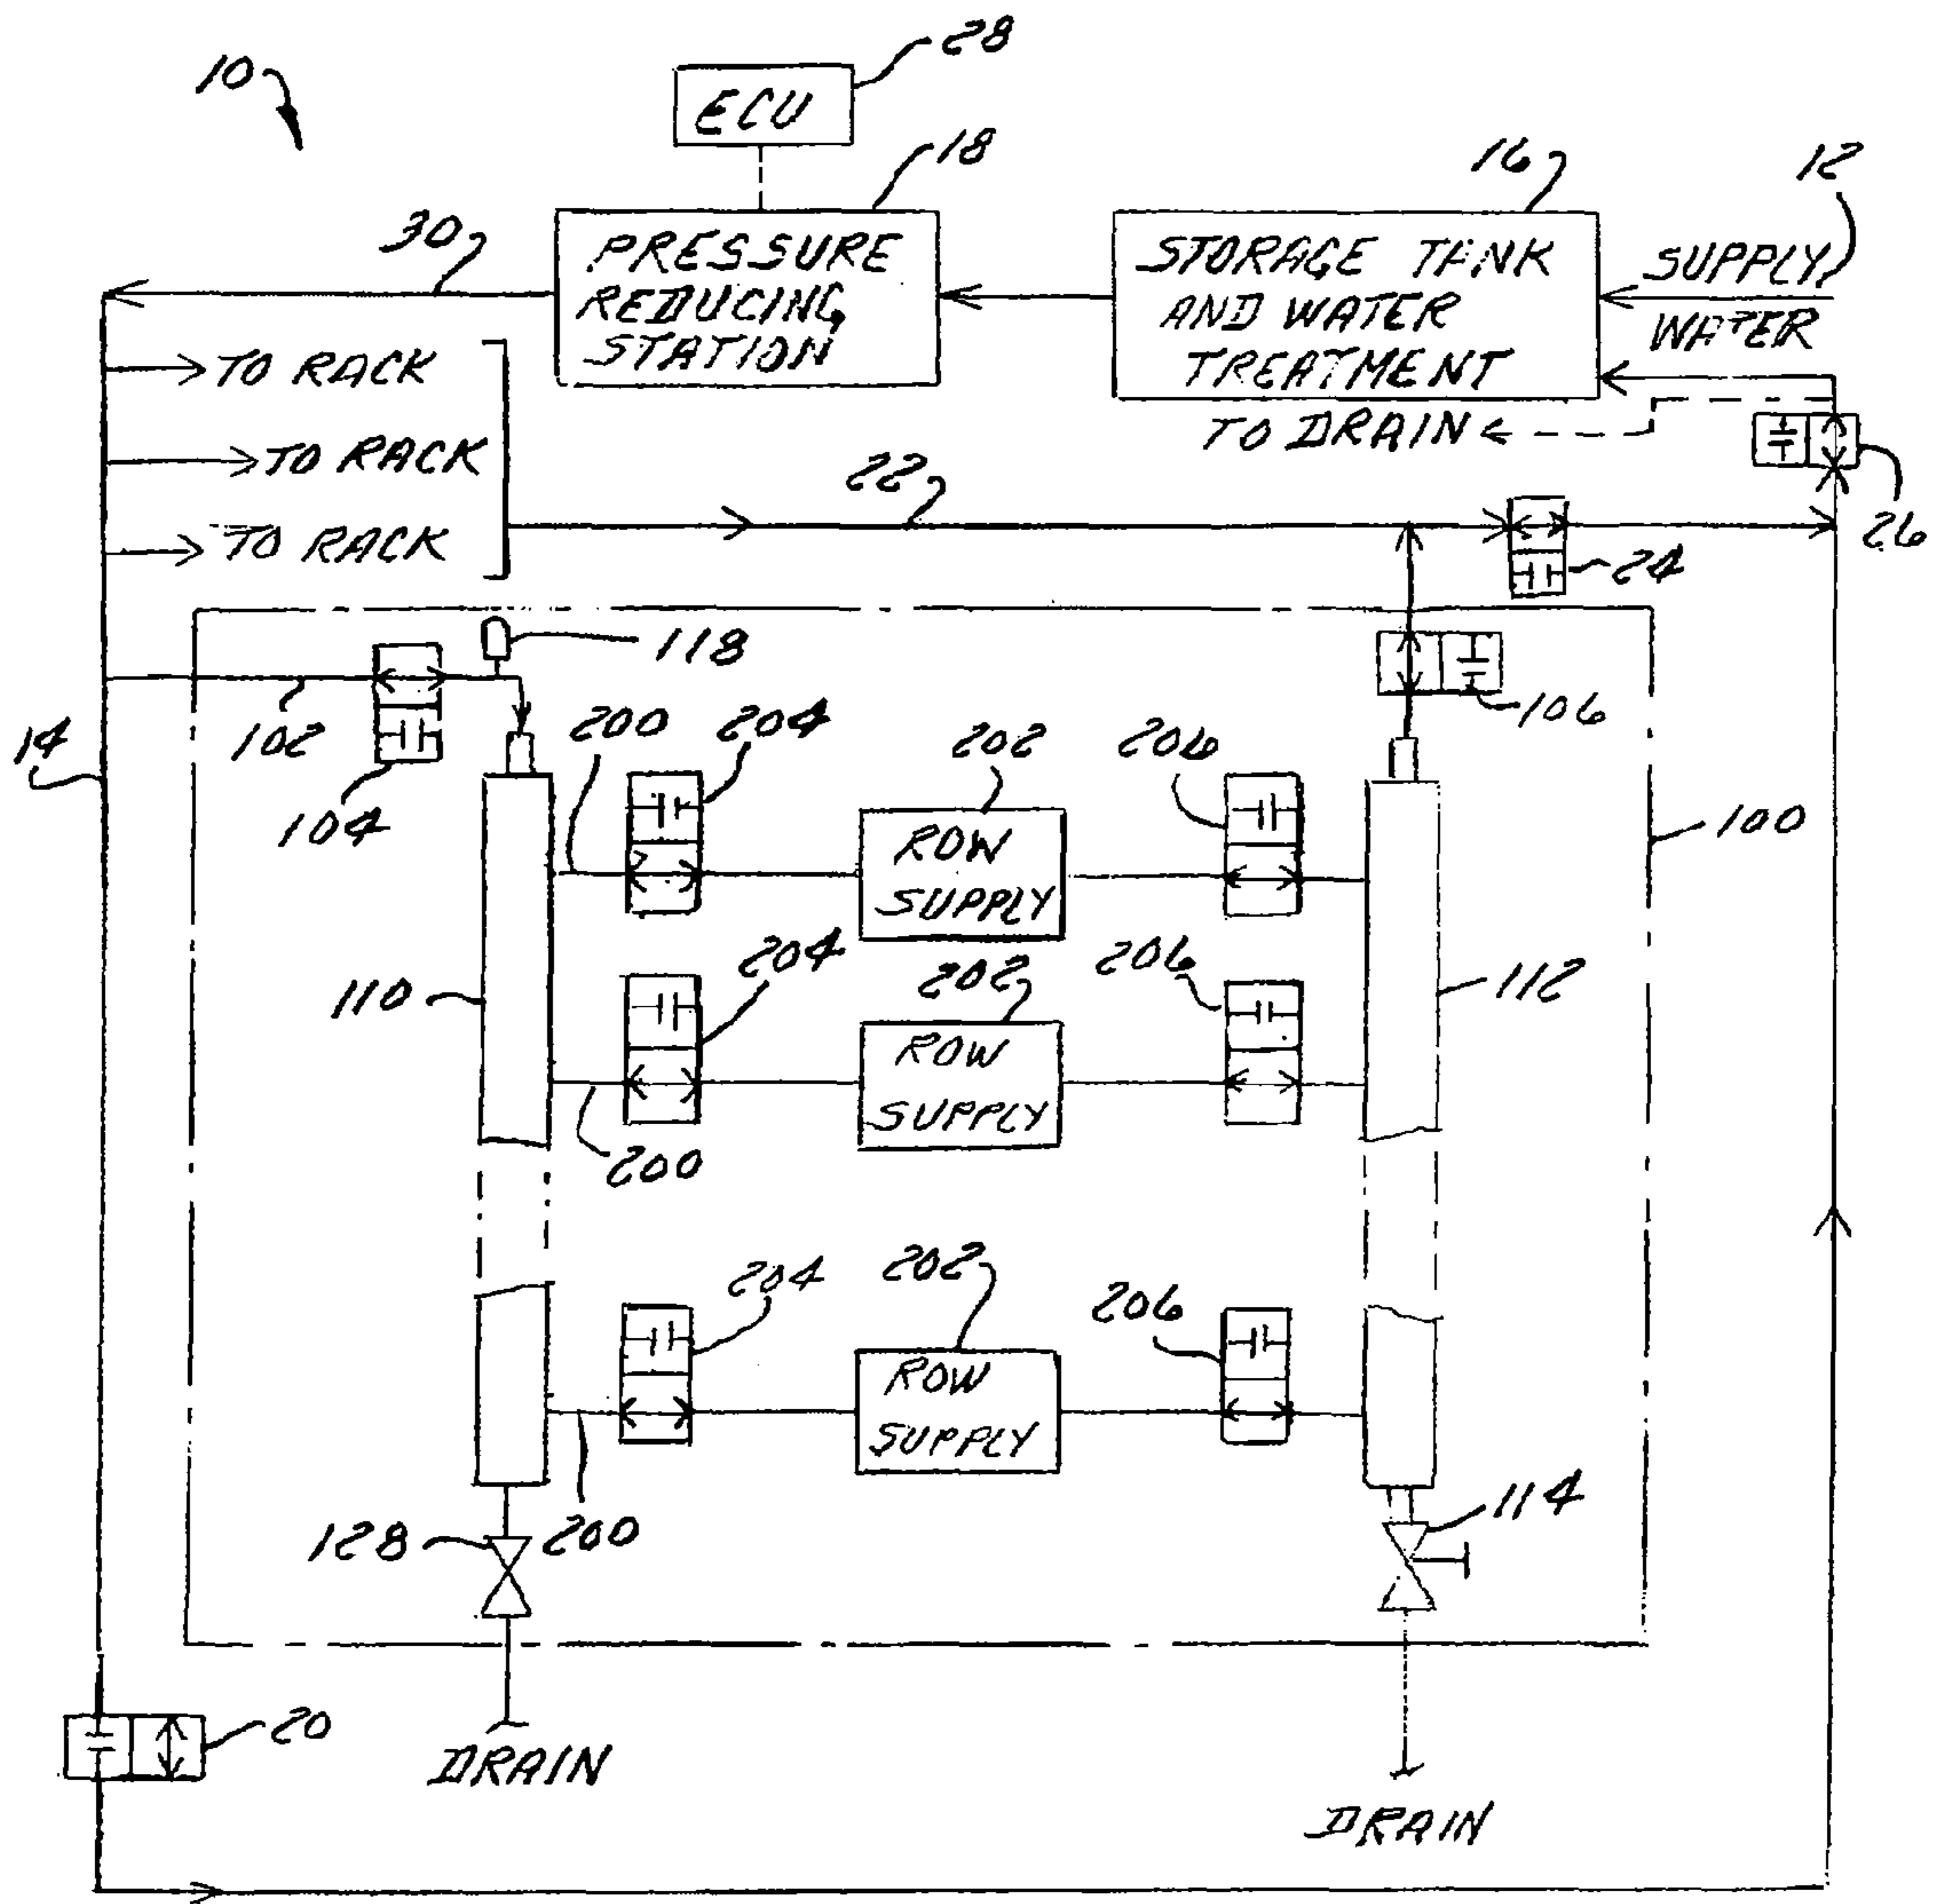 10
28
ECU
18
16
12
30
PRESSURE
REDUCING
STATION
STORAGE TANK
AND WATER
TREATMENT
SUPPLY
WATER
TO RACK
TO RACK
TO RACK
TO DRAIN
22
26
24
118
102
104
106
14
200
204
202
206
100
ROW
SUPPLY
110
204
202
206
112
ROW
SUPPLY
200
204
202
206
ROW
SUPPLY
128
200
114
20
DRAIN
DRAIN